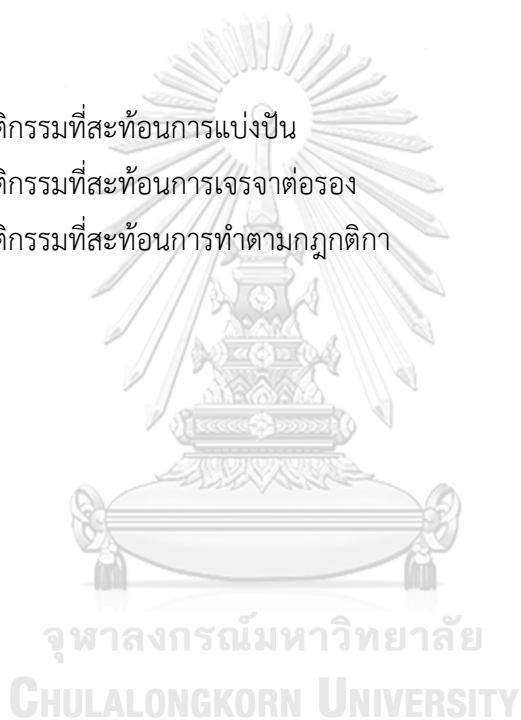 ติกรรมที่สะท้อนการแบ่งปัน
ติกรรมที่สะท้อนการเจรจาต่อรอง
ติกรรมที่สะท้อนการทำตามกฎกติกา
จุฬาลงกรณ์มหาวิทยาลัย
CHULALONGKORN UNIVERSITY